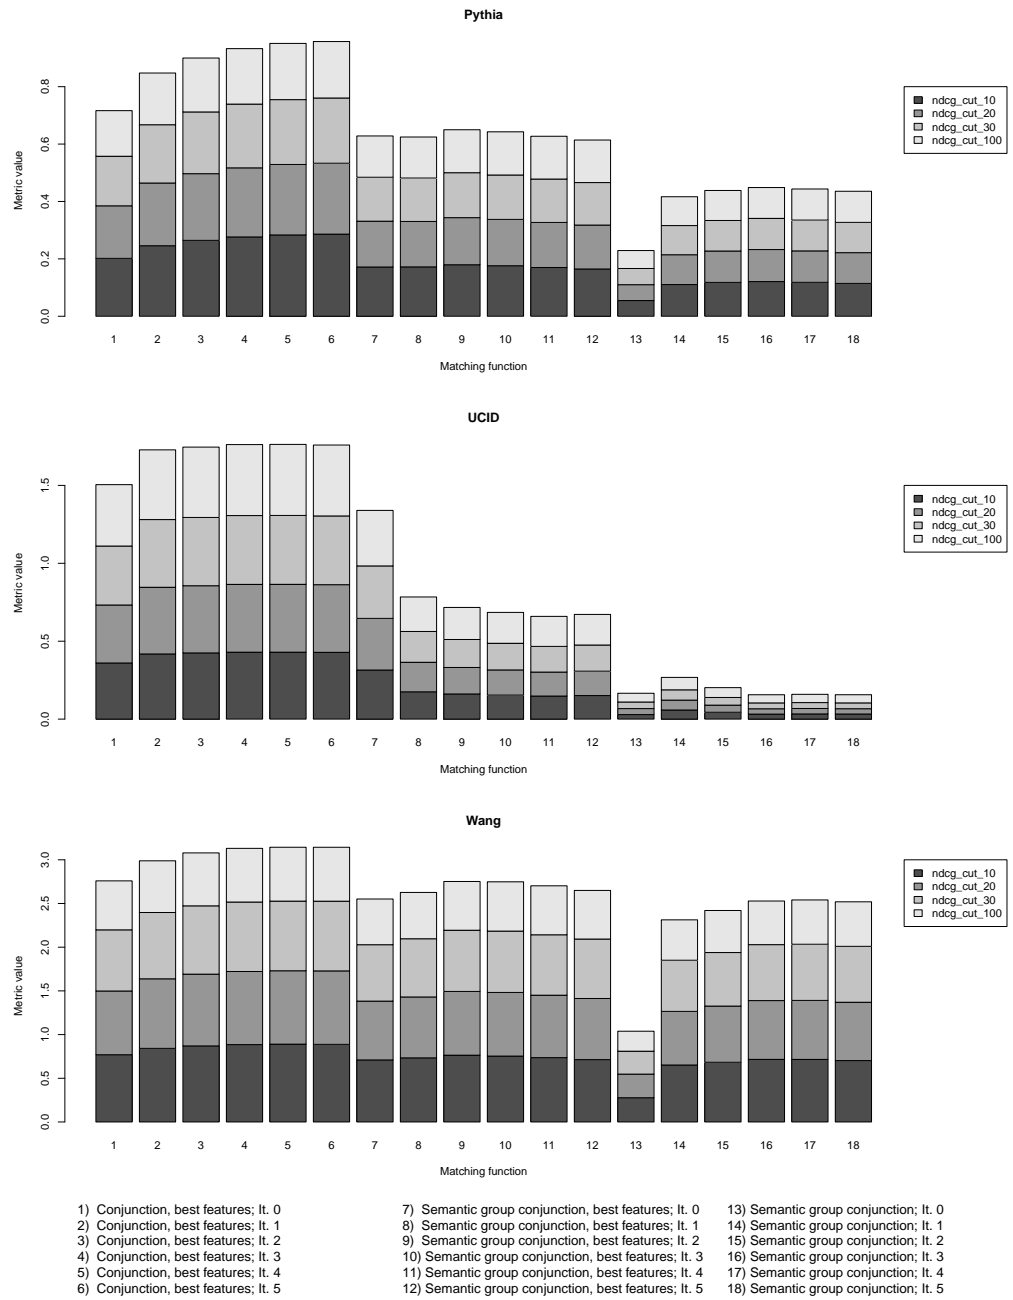 Pythia
0.8
0.6
0.4
0.2
0.0
Metric value
ndcg_cut_10
ndcg_cut_20
ndcg_cut_30
ndcg_cut_100
1 2 3 4 5 6 7 8 9 10 11 12 13 14 15 16 17 18
Matching function
UCID
1.5
1.0
0.5
0.0
Metric value
ndcg_cut_10
ndcg_cut_20
ndcg_cut_30
ndcg_cut_100
1 2 3 4 5 6 7 8 9 10 11 12 13 14 15 16 17 18
Matching function
Wang
3.0
2.5
2.0
1.5
1.0
0.5
0.0
Metric value
ndcg_cut_10
ndcg_cut_20
ndcg_cut_30
ndcg_cut_100
1 2 3 4 5 6 7 8 9 10 11 12 13 14 15 16 17 18
Matching function
1) Conjunction, best features; It. 0
2) Conjunction, best features; It. 1
3) Conjunction, best features; It. 2
4) Conjunction, best features; It. 3
5) Conjunction, best features; It. 4
6) Conjunction, best features; It. 5
7) Semantic group conjunction, best features; It. 0
8) Semantic group conjunction, best features; It. 1
9) Semantic group conjunction, best features; It. 2
10) Semantic group conjunction, best features; It. 3
11) Semantic group conjunction, best features; It. 4
12) Semantic group conjunction, best features; It. 5
13) Semantic group conjunction; It. 0
14) Semantic group conjunction; It. 1
15) Semantic group conjunction; It. 2
16) Semantic group conjunction; It. 3
17) Semantic group conjunction; It. 4
18) Semantic group conjunction; It. 5